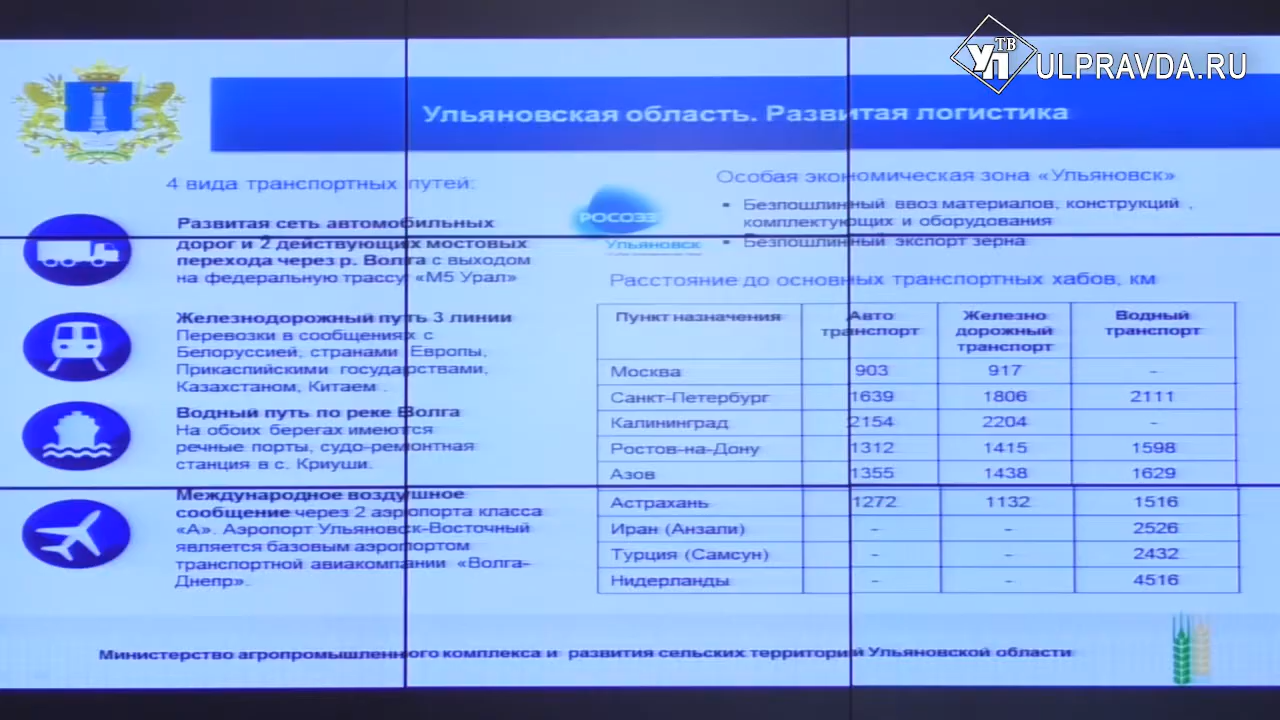 УП ТВ ULPRAVDA.RU
Ульяновская область. Развитая логистика
4 вида транспортных путей:
Развитая сеть автомобильных
дорог и 2 действующих мостовых
перехода через р. Волга с выходом
на федеральную трассу «М5 Урал»
Железнодорожный путь 3 линии
Перевозки в сообщениях с
Белоруссией, странами Европы,
Прикаспийскими государствами,
Казахстаном, Китаем .
Водный путь по реке Волга
На обоих берегах имеются
речные порты, судо-ремонтная
станция в с. Криуши.
Международное воздушное
сообщение через 2 аэропорта класса
«А». Аэропорт Ульяновск-Восточный
является базовым аэропортом
транспортной авиакомпании «Волга-
Днепр».
РОСОЭЗ
Ульяновск
Особая экономическая зона «Ульяновск»
▪ Безпошлинный ввоз материалов, конструкций ,
комплектующих и оборудования
▪ Безпошлинный экспорт зерна
Расстояние до основных транспортных хабов, км
Пункт назначения Авто транспорт Железно дорожный транспорт Водный транспорт
Москва 903 917 -
Санкт-Петербург 1639 1806 2111
Калининград 2154 2204 -
Ростов-на-Дону 1312 1415 1598
Азов 1355 1438 1629
Астрахань 1272 1132 1516
Иран (Анзали) - - 2526
Турция (Самсун) - - 2432
Нидерланды - - 4516
Министерство агропромышленного комплекса и развития сельских территорий Ульяновской области